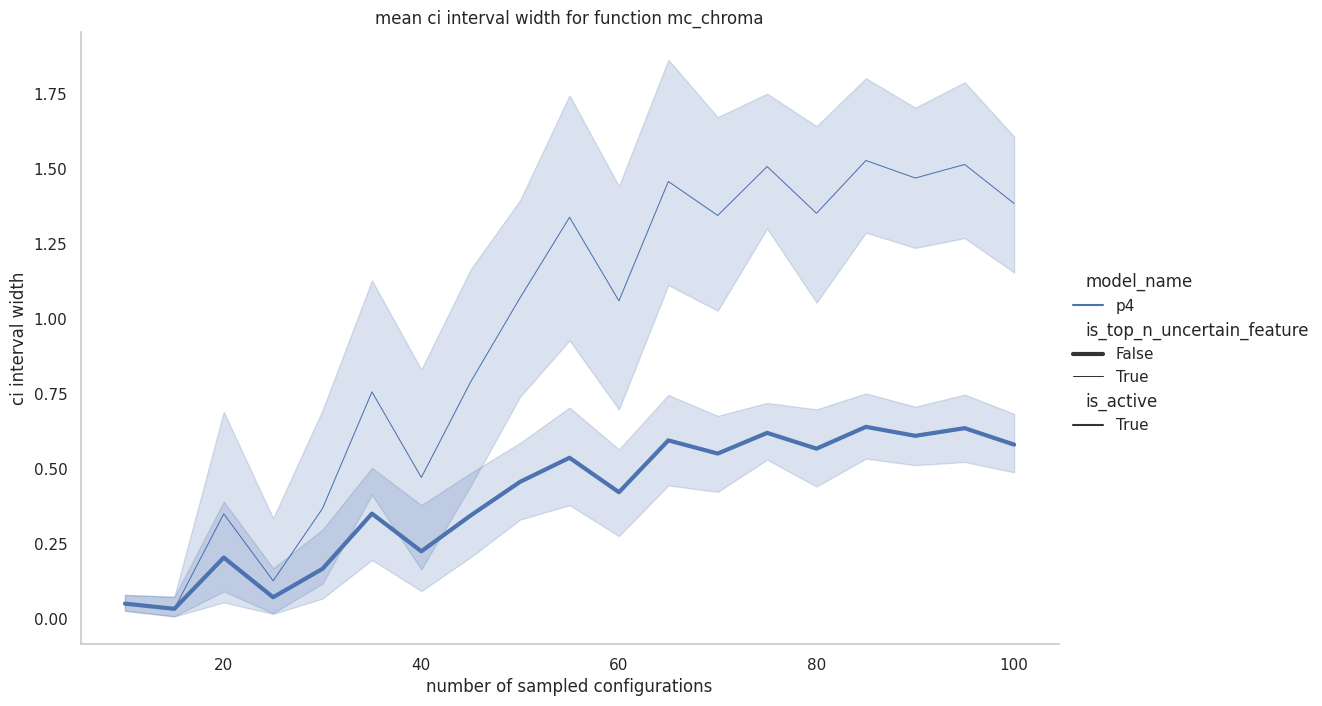 mean ci interval width for function mc_chroma
ci interval width
1.75
1.50
1.25
1.00
0.75
0.50
0.25
0.00
20 40 60 80 100
number of sampled configurations
model_name
p4
is_top_n_uncertain_feature
False
True
is_active
True